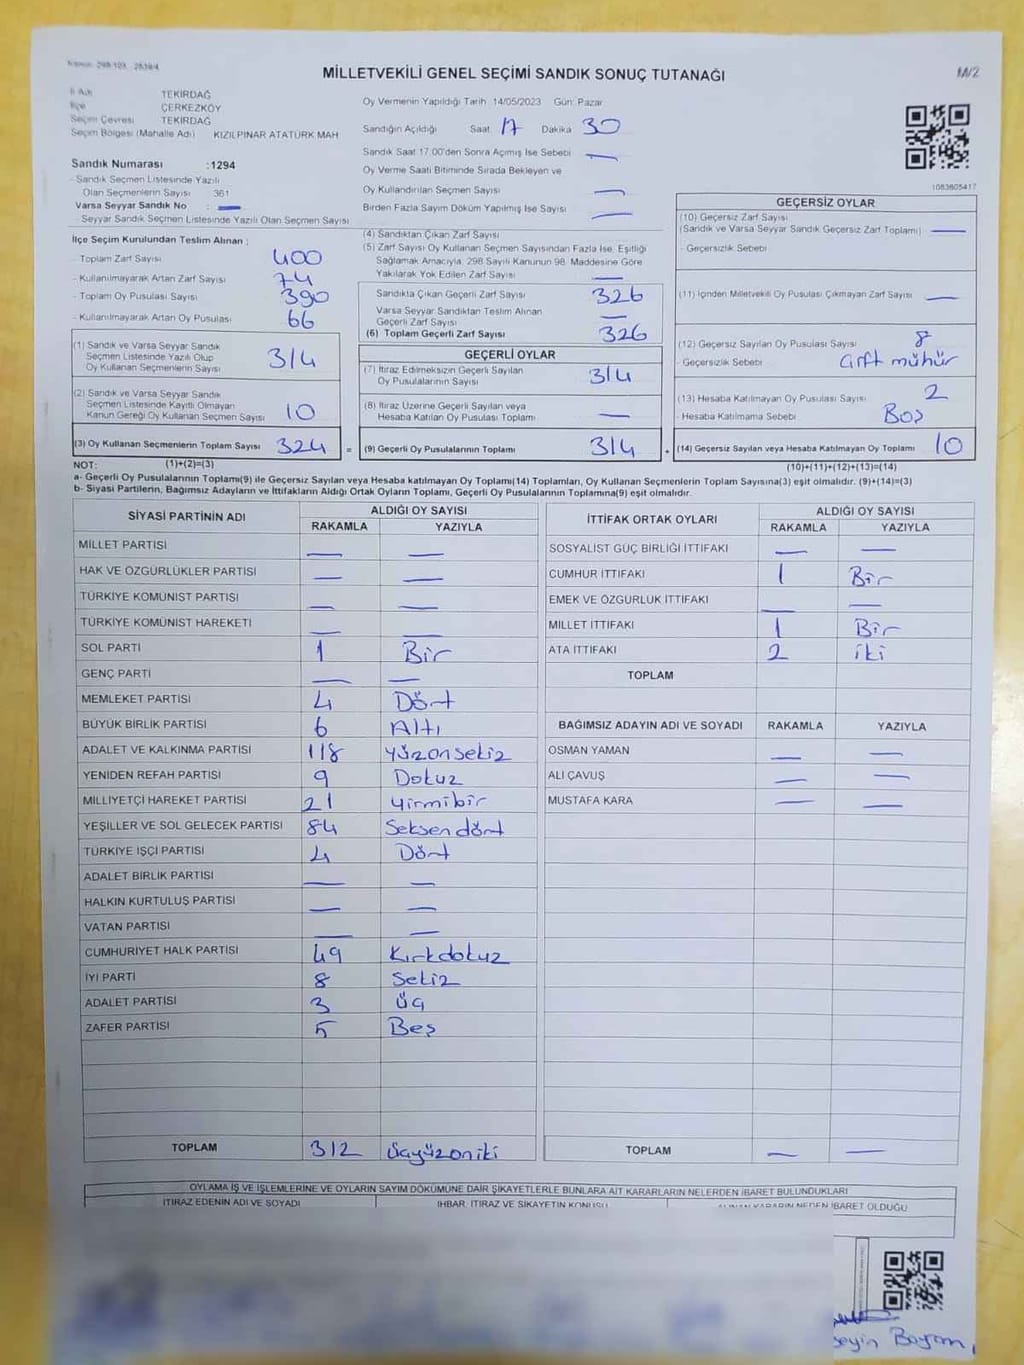 MİLLETVEKİLİ GENEL SEÇİMİ SANDIK SONUÇ TUTANAĞI
M/2
İl Adı TEKİRDAĞ
İlçe ÇERKEZKÖY
Seçim Çevresi TEKİRDAĞ
Seçim Bölgesi (Mahalle Adı) KIZILPINAR ATATÜRK MAH
Sandık Numarası :1294
- Sandık Seçmen Listesinde Yazılı
Olan Seçmenlerin Sayısı 361
Varsa Seyyar Sandık No : —
- Seyyar Sandık Seçmen Listesinde Yazılı Olan Seçmen Sayısı
Oy Vermenin Yapıldığı Tarih 14/05/2023 Gün: Pazar
Sandığın Açıldığı Saat 17 Dakika 30
Sandık Saat 17.00'den Sonra Açımış İse Sebebi —
Oy Verme Saati Bitiminde Sırada Bekleyen ve
Oy Kullandırılan Seçmen Sayısı —
Birden Fazla Sayım Döküm Yapılmış İse Sayısı —
1083605417
İlçe Seçim Kurulundan Teslim Alınan :
- Toplam Zarf Sayısı 400
- Kullanılmayarak Artan Zarf Sayısı 74
- Toplam Oy Pusulası Sayısı 390
- Kullanılmayarak Artan Oy Pusulası 66
(1) Sandık ve Varsa Seyyar Sandık
Seçmen Listesinde Yazılı Olup
Oy Kullanan Seçmenlerin Sayısı 314
(2) Sandık ve Varsa Seyyar Sandık
Seçmen Listesinde Kayıtlı Olmayan
Kanun Gereği Oy Kullanan Seçmen Sayısı 10
(3) Oy Kullanan Seçmenlerin Toplam Sayısı 324
(4) Sandıktan Çıkan Zarf Sayısı
(5) Zarf Sayısı Oy Kullanan Seçmen Sayısından Fazla İse, Eşitliği
Sağlamak Amacıyla, 298 Sayılı Kanunun 98. Maddesine Göre
Yakılarak Yok Edilen Zarf Sayısı —
Sandıkta Çıkan Geçerli Zarf Sayısı 326
Varsa Seyyar Sandıktan Teslim Alınan
Geçerli Zarf Sayısı —
(6) Toplam Geçerli Zarf Sayısı 326
GEÇERLİ OYLAR
(7) İtiraz Edilmeksizin Geçerli Sayılan
Oy Pusulalarının Sayısı 314
(8) İtiraz Üzerine Geçerli Sayılan veya
Hesaba Katılan Oy Pusulası Toplamı —
= (9) Geçerli Oy Pusulalarının Toplamı 314
GEÇERSİZ OYLAR
(10) Geçersiz Zarf Sayısı
(Sandık ve Varsa Seyyar Sandık Geçersiz Zarf Toplamı) —
- Geçersizlik Sebebi
(11) İçinden Milletvekili Oy Pusulası Çıkmayan Zarf Sayısı —
(12) Geçersiz Sayılan Oy Pusulası Sayısı 8
- Geçersizlik Sebebi Çift mühür
(13) Hesaba Katılmayan Oy Pusulası Sayısı 2
- Hesaba Katılmama Sebebi Boş
+ (14) Geçersiz Sayılan veya Hesaba Katılmayan Oy Toplamı 10
NOT: (1)+(2)=(3)
(10)+(11)+(12)+(13)=(14)
a- Geçerli Oy Pusulalarının Toplamı(9) ile Geçersiz Sayılan veya Hesaba katılmayan Oy Toplamı(14) Toplamları, Oy Kullanan Seçmenlerin Toplam Sayısına(3) eşit olmalıdır. (9)+(14)=(3)
b- Siyasi Partilerin, Bağımsız Adayların ve İttifakların Aldığı Ortak Oyların Toplamı, Geçerli Oy Pusulalarının Toplamına(9) eşit olmalıdır.
SİYASİ PARTİNİN ADI ALDIĞI OY SAYISI
RAKAMLA YAZIYLA
MİLLET PARTİSİ — —
HAK VE ÖZGÜRLÜKLER PARTİSİ — —
TÜRKİYE KOMÜNİST PARTİSİ — —
TÜRKİYE KOMÜNİST HAREKETİ — —
SOL PARTİ 1 Bir
GENÇ PARTİ — —
MEMLEKET PARTİSİ 4 Dört
BÜYÜK BİRLİK PARTİSİ 6 Altı
ADALET VE KALKINMA PARTİSİ 118 Yüzonsekiz
YENİDEN REFAH PARTİSİ 9 Dokuz
MİLLİYETÇİ HAREKET PARTİSİ 21 Yirmibir
YEŞİLLER VE SOL GELECEK PARTİSİ 84 Seksendört
TÜRKİYE İŞÇİ PARTİSİ 4 Dört
ADALET BİRLİK PARTİSİ — —
HALKIN KURTULUŞ PARTİSİ — —
VATAN PARTİSİ — —
CUMHURİYET HALK PARTİSİ 49 Kırkdokuz
İYİ PARTİ 8 Sekiz
ADALET PARTİSİ 3 Üç
ZAFER PARTİSİ 5 Beş
TOPLAM 312 Üçyüzoniki
İTTİFAK ORTAK OYLARI ALDIĞI OY SAYISI
RAKAMLA YAZIYLA
SOSYALİST GÜÇ BİRLİĞİ İTTİFAKI — —
CUMHUR İTTİFAKI 1 Bir
EMEK VE ÖZGÜRLÜK İTTİFAKI — —
MİLLET İTTİFAKI 1 Bir
ATA İTTİFAKI 2 İki
TOPLAM
BAĞIMSIZ ADAYIN ADI VE SOYADI RAKAMLA YAZIYLA
OSMAN YAMAN — —
ALİ ÇAVUŞ — —
MUSTAFA KARA — —
TOPLAM — —
OYLAMA İŞ VE İŞLEMLERİNE VE OYLARIN SAYIM DÖKÜMÜNE DAİR ŞİKAYETLERLE BUNLARA AİT KARARLARIN NELERDEN İBARET BULUNDUKLARI
İTİRAZ EDENİN ADI VE SOYADI İHBAR, İTİRAZ VE ŞİKAYETİN KONUSU ALINAN KARARIN NEDEN İBARET OLDUĞU